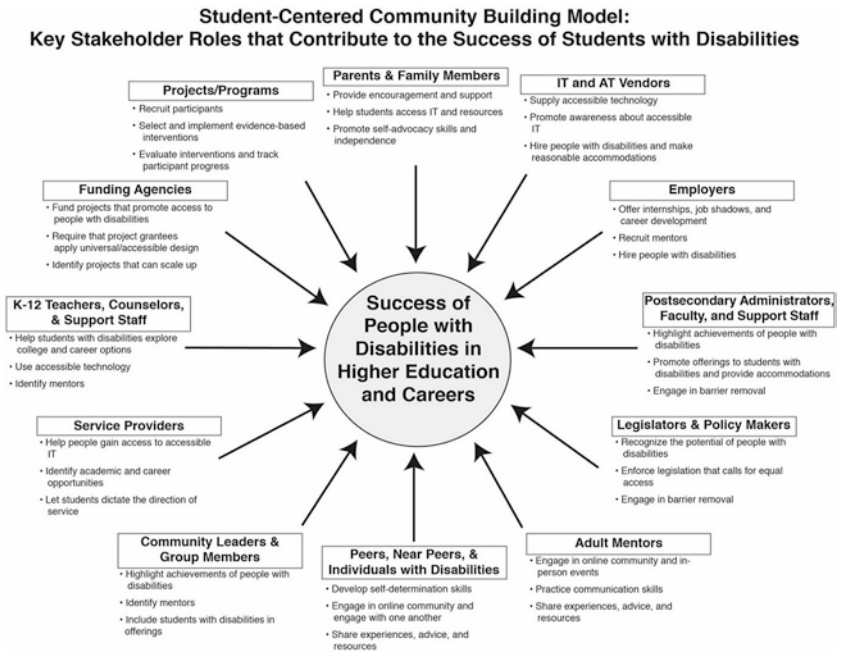 Student-Centered Community Building Model:
Key Stakeholder Roles that Contribute to the Success of Students with Disabilities
Parents & Family Members
• Provide encouragement and support
• Help students access IT and resources
• Promote self-advocacy skills and
independence
IT and AT Vendors
• Supply accessible technology
• Promote awareness about accessible
IT
• Hire people with disabilities and make
reasonable accommodations
Employers
• Offer internships, job shadows, and
career development
• Recruit mentors
• Hire people with disabilities
Postsecondary Administrators,
Faculty, and Support Staff
• Highlight achievements of people with
disabilities
• Promote offerings to students with
disabilities and provide accommodations
• Engage in barrier removal
Legislators & Policy Makers
• Recognize the potential of people with
disabilities
• Enforce legislation that calls for equal
access
• Engage in barrier removal
Adult Mentors
• Engage in online community and in-
person events
• Practice communication skills
• Share experiences, advice, and
resources
Peers, Near Peers, &
Individuals with Disabilities
• Develop self-determination skills
• Engage in online community and
engage with one another
• Share experiences, advice, and
resources
Community Leaders &
Group Members
• Highlight achievements of people with
disabilities
• Identify mentors
• Include students with disabilities in
offerings
Service Providers
• Help people gain access to accessible
IT
• Identify academic and career
opportunities
• Let students dictate the direction of
service
K-12 Teachers, Counselors,
& Support Staff
• Help students with disabilities explore
college and career options
• Use accessible technology
• Identify mentors
Funding Agencies
• Fund projects that promote access to
people wth disabilities
• Require that project grantees
apply universal/accessible design
• Identify projects that can scale up
Projects/Programs
• Recruit participants
• Select and implement evidence-based
interventions
• Evaluate interventions and track
participant progress
Success of
People with
Disabilities in
Higher Education
and Careers